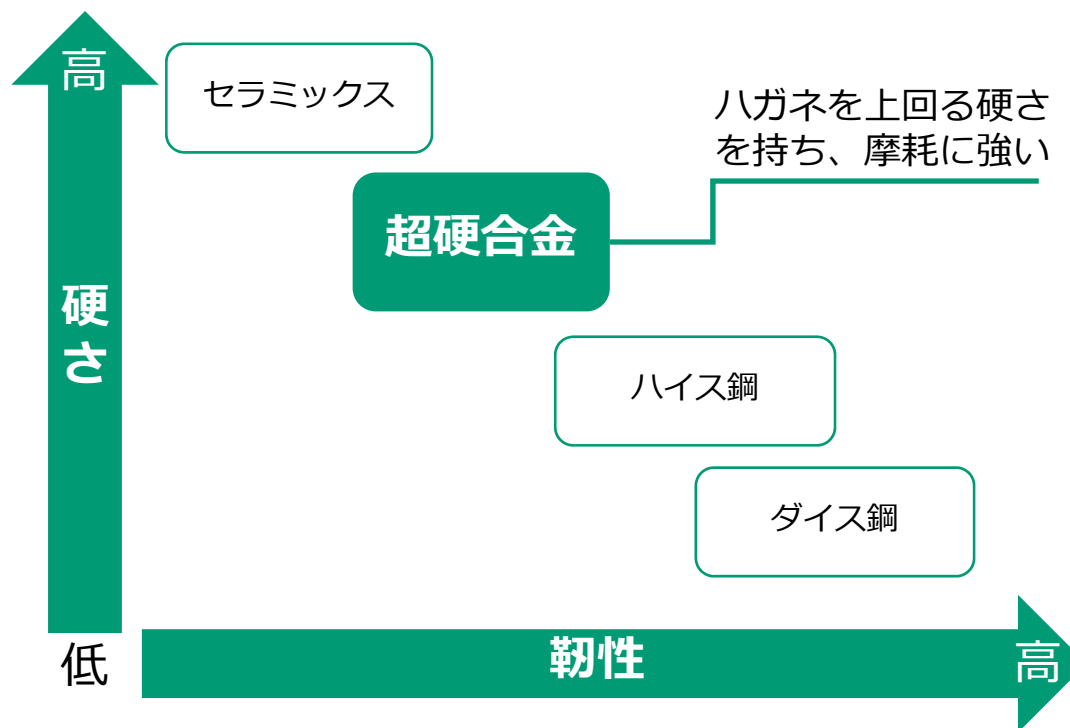 高
セラミックス
ハガネを上回る硬さ
を持ち、摩耗に強い
超硬合金
硬さ
ハイス鋼
ダイス鋼
低
靭性
高